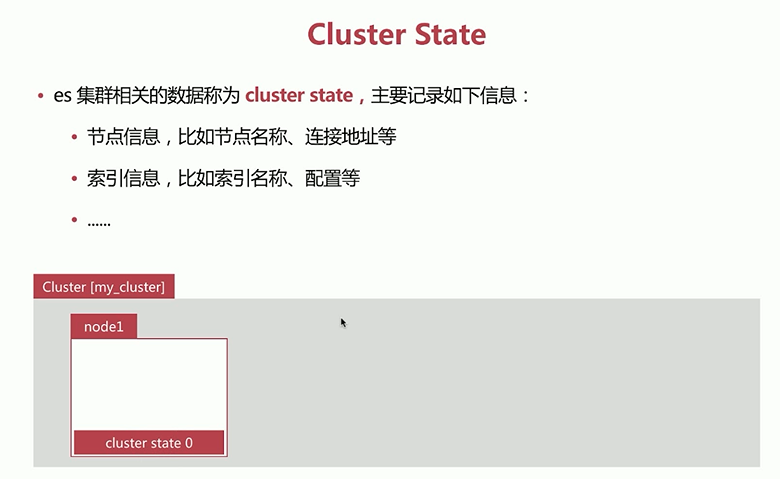 Cluster State
• es 集群相关的数据称为 cluster state，主要记录如下信息：
• 节点信息，比如节点名称、连接地址等
• 索引信息，比如索引名称、配置等
• ......
Cluster [my_cluster]
node1
cluster state 0